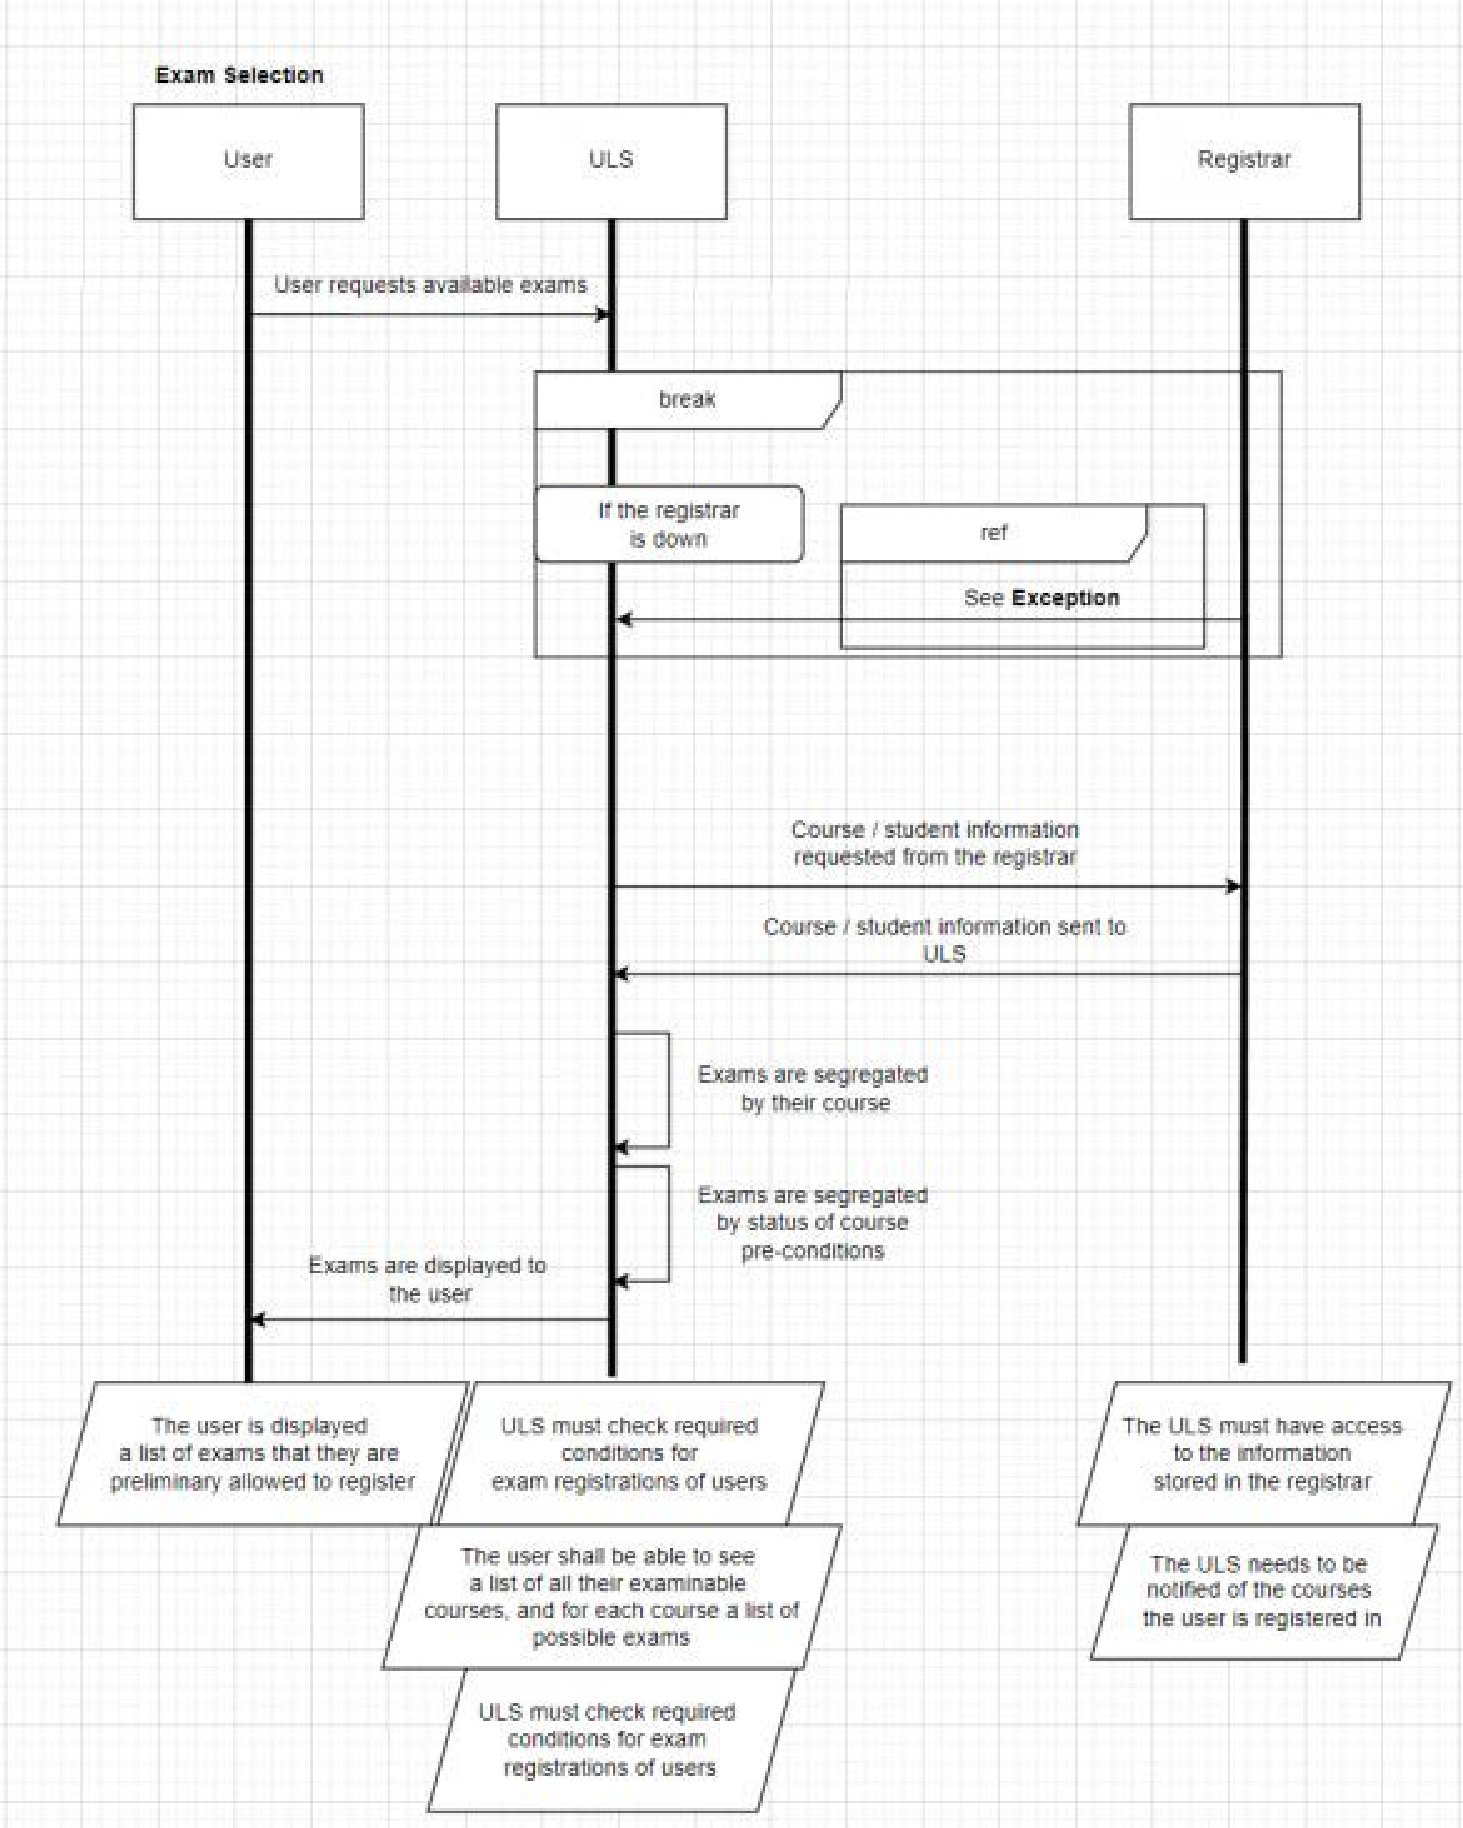 Exam Selection
User
ULS
Registrar
User requests available exams
break
If the registrar
is down
ref
See Exception
Course / student information
requested from the registrar
Course / student information sent to
ULS
Exams are segregated
by their course
Exams are segregated
by status of course
pre-conditions
Exams are displayed to
the user
The user is displayed
a list of exams that they are
preliminary allowed to register
ULS must check required
conditions for
exam registrations of users
The ULS must have access
to the information
stored in the registrar
The user shall be able to see
a list of all their examinable
courses, and for each course a list of
possible exams
The ULS needs to be
notified of the courses
the user is registered in
ULS must check required
conditions for exam
registrations of users